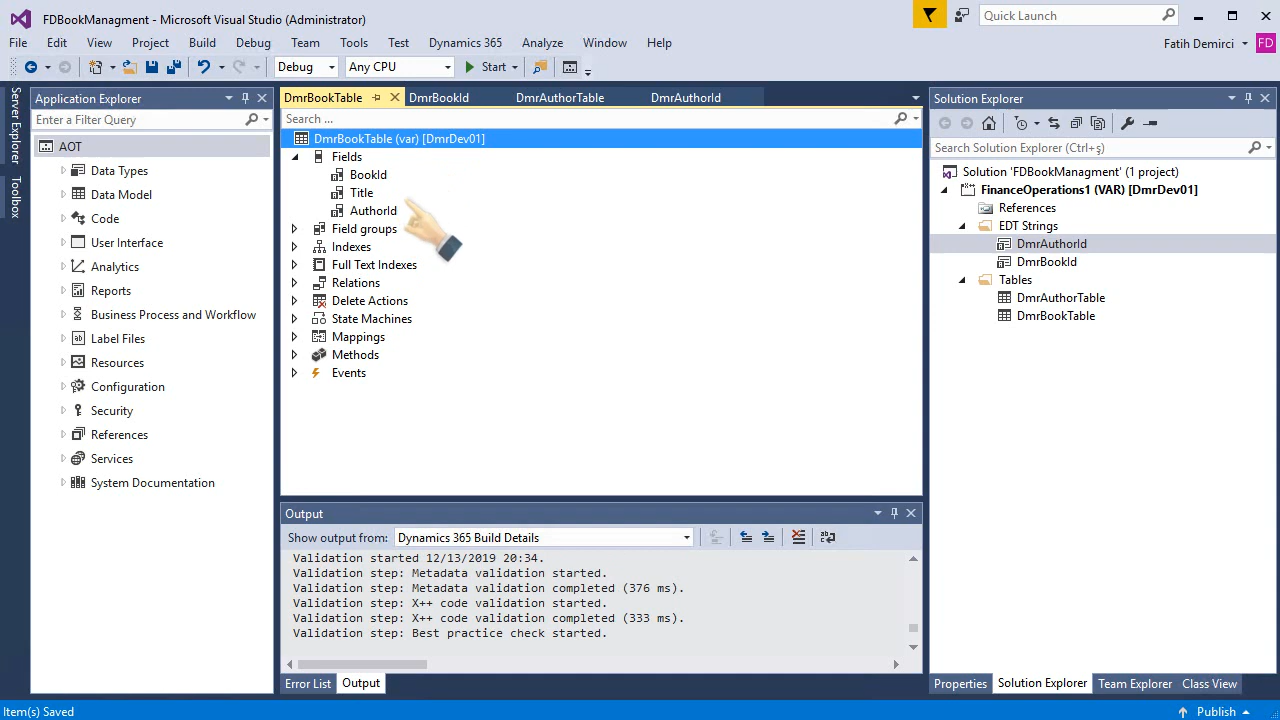 FDBookManagment - Microsoft Visual Studio (Administrator)
Quick Launch
File Edit View Project Build Debug Team Tools Test Dynamics 365 Analyze Window Help
Fatih Demirci FD
Debug Any CPU Start
Server Explorer
Toolbox
Application Explorer
Enter a Filter Query
AOT
Data Types
Data Model
Code
User Interface
Analytics
Reports
Business Process and Workflow
Label Files
Resources
Configuration
Security
References
Services
System Documentation
DmrBookTable DmrBookId DmrAuthorTable DmrAuthorId
Search ...
DmrBookTable (var) [DmrDev01]
Fields
BookId
Title
AuthorId
Field groups
Indexes
Full Text Indexes
Relations
Delete Actions
State Machines
Mappings
Methods
Events
Output
Show output from: Dynamics 365 Build Details
Validation started 12/13/2019 20:34.
Validation step: Metadata validation started.
Validation step: Metadata validation completed (376 ms).
Validation step: X++ code validation started.
Validation step: X++ code validation completed (333 ms).
Validation step: Best practice check started.
Error List Output
Solution Explorer
Search Solution Explorer (Ctrl+ş)
Solution 'FDBookManagment' (1 project)
FinanceOperations1 (VAR) [DmrDev01]
References
EDT Strings
DmrAuthorId
DmrBookId
Tables
DmrAuthorTable
DmrBookTable
Properties Solution Explorer Team Explorer Class View
Item(s) Saved
Publish